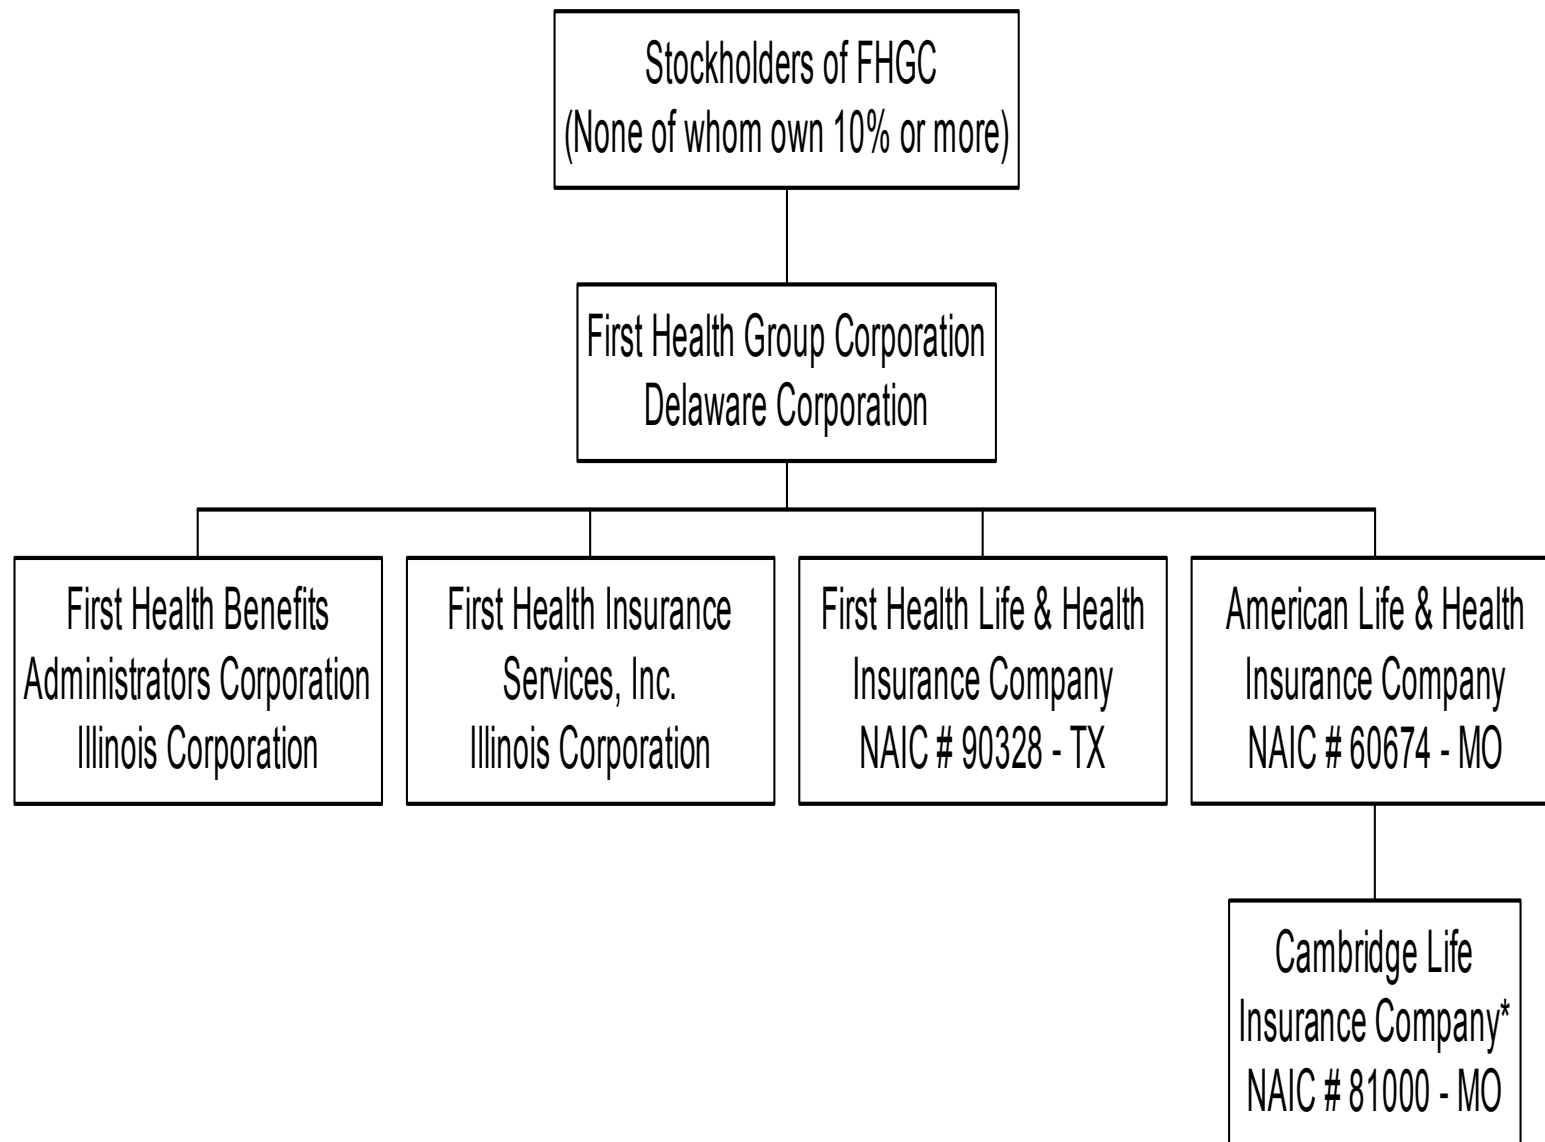 Stockholders of FHGC
(None of whom own 10% or more)
First Health Group Corporation
Delaware Corporation
First Health Benefits
Administrators Corporation
Illinois Corporation
First Health Insurance
Services, Inc.
Illinois Corporation
First Health Life & Health
Insurance Company
NAIC # 90328 - TX
American Life & Health
Insurance Company
NAIC # 60674 - MO
Cambridge Life
Insurance Company*
NAIC # 81000 - MO